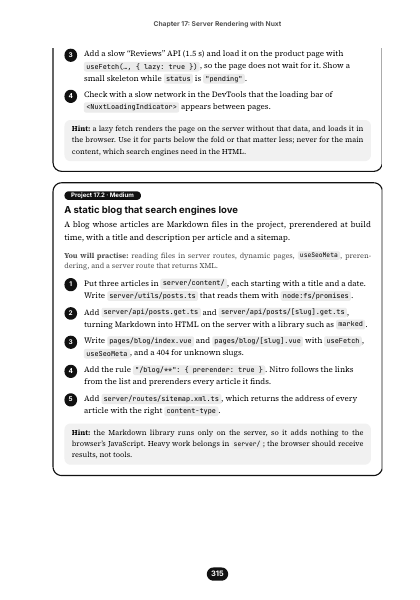 Chapter 17: Server Rendering with Nuxt
3 Add a slow “Reviews” API (1.5 s) and load it on the product page with
useFetch(…, { lazy: true }), so the page does not wait for it. Show a
small skeleton while status is "pending".
4 Check with a slow network in the DevTools that the loading bar of
<NuxtLoadingIndicator> appears between pages.
Hint: a lazy fetch renders the page on the server without that data, and loads it in
the browser. Use it for parts below the fold or that matter less; never for the main
content, which search engines need in the HTML.
Project 17.2 · Medium
A static blog that search engines love
A blog whose articles are Markdown files in the project, prerendered at build
time, with a title and description per article and a sitemap.
You will practise: reading files in server routes, dynamic pages, useSeoMeta, preren-
dering, and a server route that returns XML.
1 Put three articles in server/content/, each starting with a title and a date.
Write server/utils/posts.ts that reads them with node:fs/promises.
2 Add server/api/posts.get.ts and server/api/posts/[slug].get.ts,
turning Markdown into HTML on the server with a library such as marked.
3 Write pages/blog/index.vue and pages/blog/[slug].vue with useFetch,
useSeoMeta, and a 404 for unknown slugs.
4 Add the rule "/blog/**": { prerender: true }. Nitro follows the links
from the list and prerenders every article it finds.
5 Add server/routes/sitemap.xml.ts, which returns the address of every
article with the right content-type.
Hint: the Markdown library runs only on the server, so it adds nothing to the
browser’s JavaScript. Heavy work belongs in server/; the browser should receive
results, not tools.
315